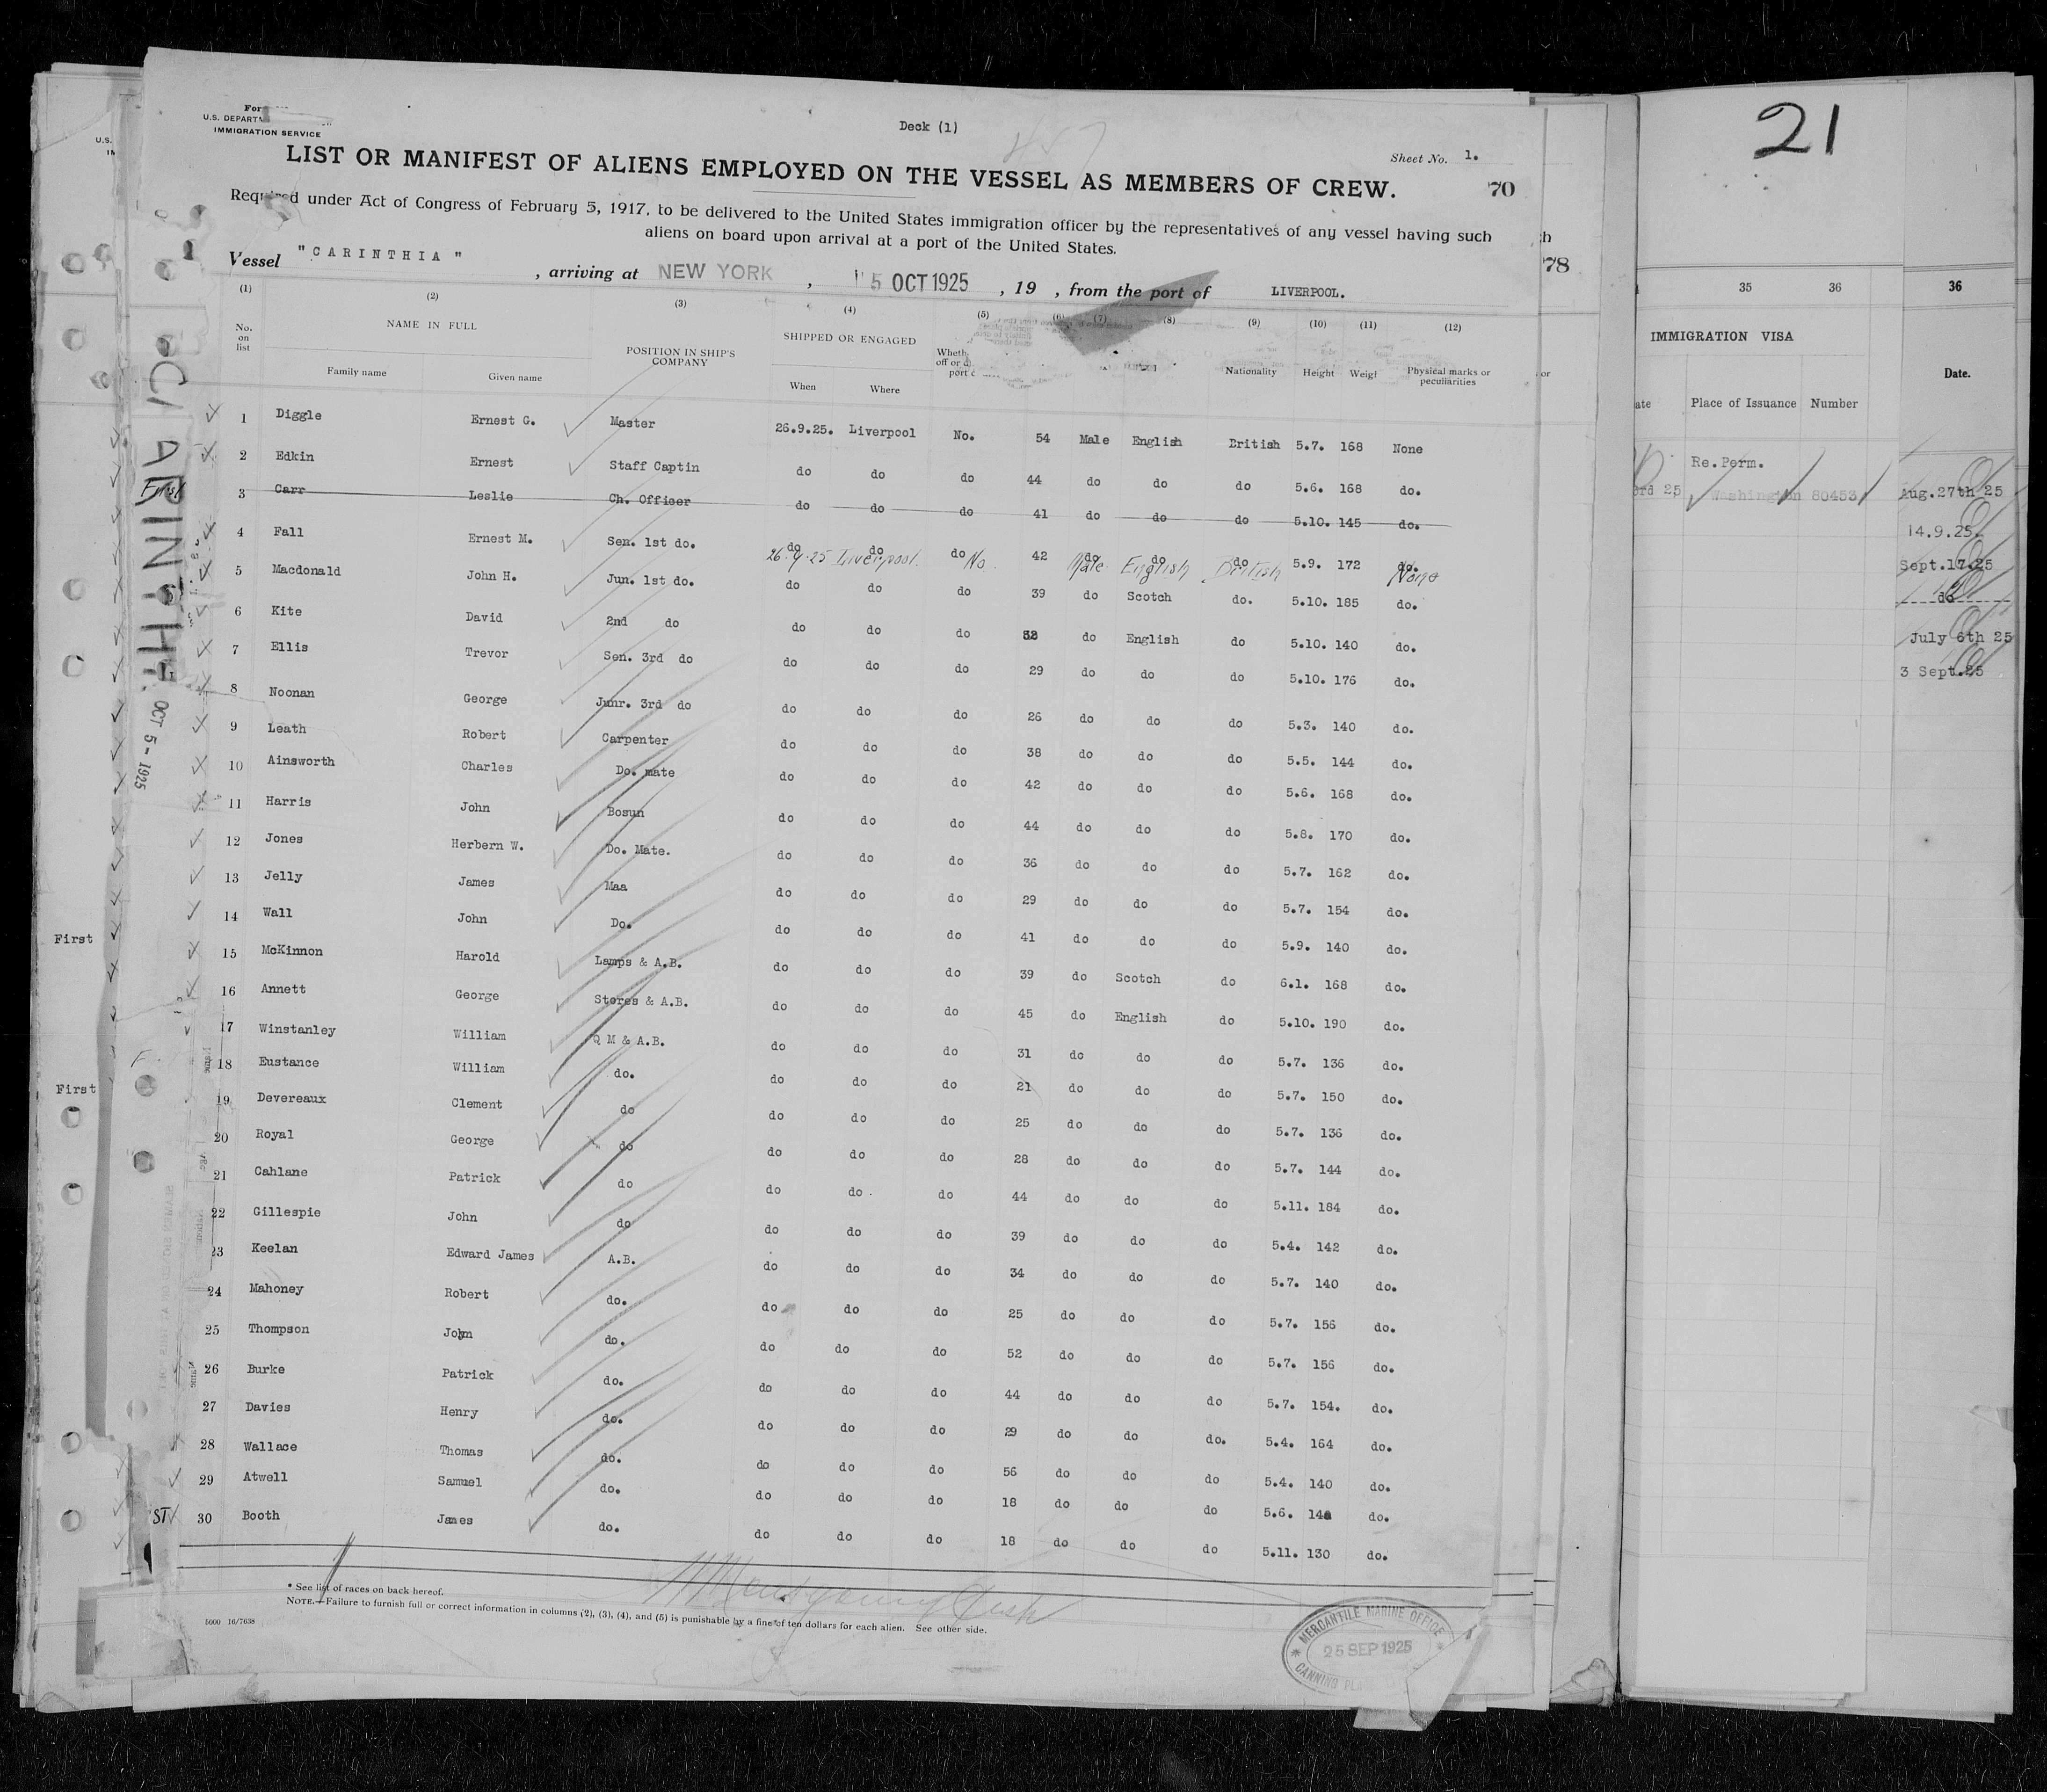 For
U.S. DEPARTM
IMMIGRATION SERVICE
Deck (1)
Sheet No. 1.
LIST OR MANIFEST OF ALIENS EMPLOYED ON THE VESSEL AS MEMBERS OF CREW.
70
Required under Act of Congress of February 5, 1917, to be delivered to the United States immigration officer by the representatives of any vessel having such
aliens on board upon arrival at a port of the United States.
Vessel "CARINTHIA", arriving at NEW YORK, 5 OCT 1925, 19 , from the port of LIVERPOOL.
(1) (2) (3) (4) (5) (6) (7) (8) (9) (10) (11) (12)
No. on list NAME IN FULL POSITION IN SHIP'S COMPANY SHIPPED OR ENGAGED
Family name Given name When Where Nationality Height Physical marks or peculiarities
1 Diggle Ernest G. Master 26.9.25. Liverpool No. 54 Male English British 5.7. 168 None
2 Edkin Ernest Staff Captin do do do 44 do do do 5.6. 168 do.
3 Carr Leslie Ch. Officer do do do 41 do do do 5.10. 145 do.
4 Fall Ernest M. Sen. 1st do. do do do 42 do do do 5.9. 172 do.
26.9.25 Liverpool. No. Male English British None
5 Macdonald John H. Jun. 1st do. do do do 39 do Scotch do. 5.10. 185 do.
6 Kite David 2nd do do do do do English do 5.10. 140 do.
7 Ellis Trevor Sen. 3rd do do do do 29 do do do 5.10. 176 do.
8 Noonan George Junr. 3rd do do do do 26 do do do 5.3. 140 do.
9 Leath Robert Carpenter do do do 38 do do do 5.5. 144 do.
10 Ainsworth Charles Do. mate do do do 42 do do do 5.6. 168 do.
11 Harris John Bosun do do do 44 do do do 5.8. 170 do.
12 Jones Herbern W. Do. Mate. do do do 36 do do do 5.7. 162 do.
13 Jelly James Maa do do do 29 do do do 5.7. 154 do.
14 Wall John Do. do do do 41 do do do 5.9. 140 do.
15 McKinnon Harold Lamps & A.B. do do do 39 do Scotch do 6.1. 168 do.
16 Annett George Stores & A.B. do do do 45 do English do 5.10. 190 do.
17 Winstanley William Q M & A.B. do do do 31 do do do 5.7. 136 do.
18 Eustance William do. do do do 21 do do do 5.7. 150 do.
19 Devereaux Clement do do do do 25 do do do 5.7. 136 do.
20 Royal George do do do do 28 do do do 5.7. 144 do.
21 Cahlane Patrick do do do do 44 do do do 5.11. 184 do.
22 Gillespie John do do do do 39 do do do 5.4. 142 do.
23 Keelan Edward James A.B. do do do 34 do do do 5.7. 140 do.
24 Mahoney Robert do. do do do 25 do do do 5.7. 156 do.
25 Thompson John do. do do do 52 do do do 5.7. 156 do.
26 Burke Patrick do. do do do 44 do do do 5.7. 154. do.
27 Davies Henry do. do do do 29 do do do. 5.4. 164 do.
28 Wallace Thomas do. do do do 56 do do do 5.4. 140 do.
29 Atwell Samuel do. do do do 18 do do do 5.6. do.
30 Booth James do. do do do 18 do do do 5.11. 130 do.
* See list of races on back hereof.
NOTE.—Failure to furnish full or correct information in columns (2), (3), (4), and (5) is punishable by a fine of ten dollars for each alien. See other side.
5000 16/7638
MERCANTILE MARINE OFFICE
25 SEP 1925
CANNING
CARINTHIA
OCT 5 - 1925
First
First
First
ST
78
21
35 36
IMMIGRATION VISA
Place of Issuance Number
Re.Perm.
3rd 25 Washington 80453
36
Date.
Aug.27th 25
14.9.25.
Sept.17.25
do
July 6th 25
3 Sept.25